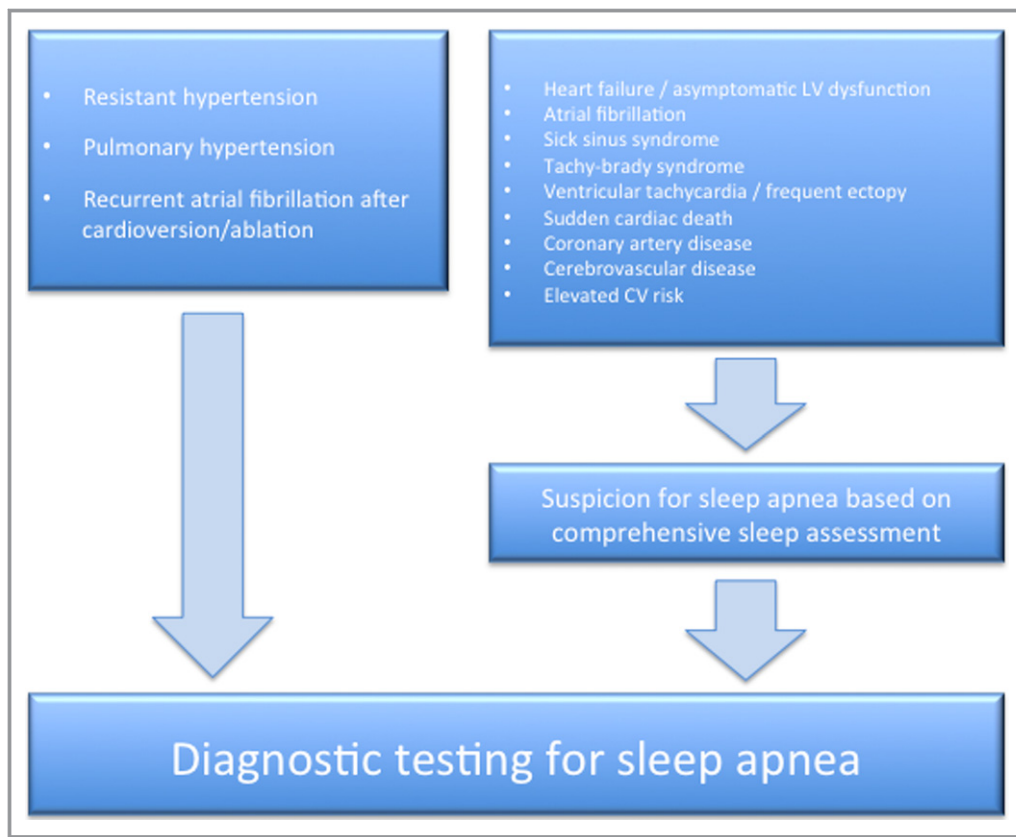 • Resistant hypertension
• Pulmonary hypertension
• Recurrent atrial fibrillation after
cardioversion/ablation
• Heart failure / asymptomatic LV dysfunction
• Atrial fibrillation
• Sick sinus syndrome
• Tachy-brady syndrome
• Ventricular tachycardia / frequent ectopy
• Sudden cardiac death
• Coronary artery disease
• Cerebrovascular disease
• Elevated CV risk
Suspicion for sleep apnea based on
comprehensive sleep assessment
Diagnostic testing for sleep apnea